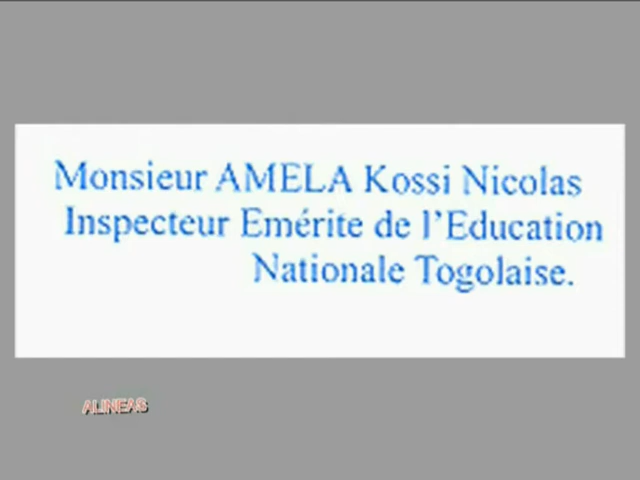 Monsieur AMELA Kossi Nicolas
Inspecteur Emérite de l'Education
Nationale Togolaise.
ALINEAS